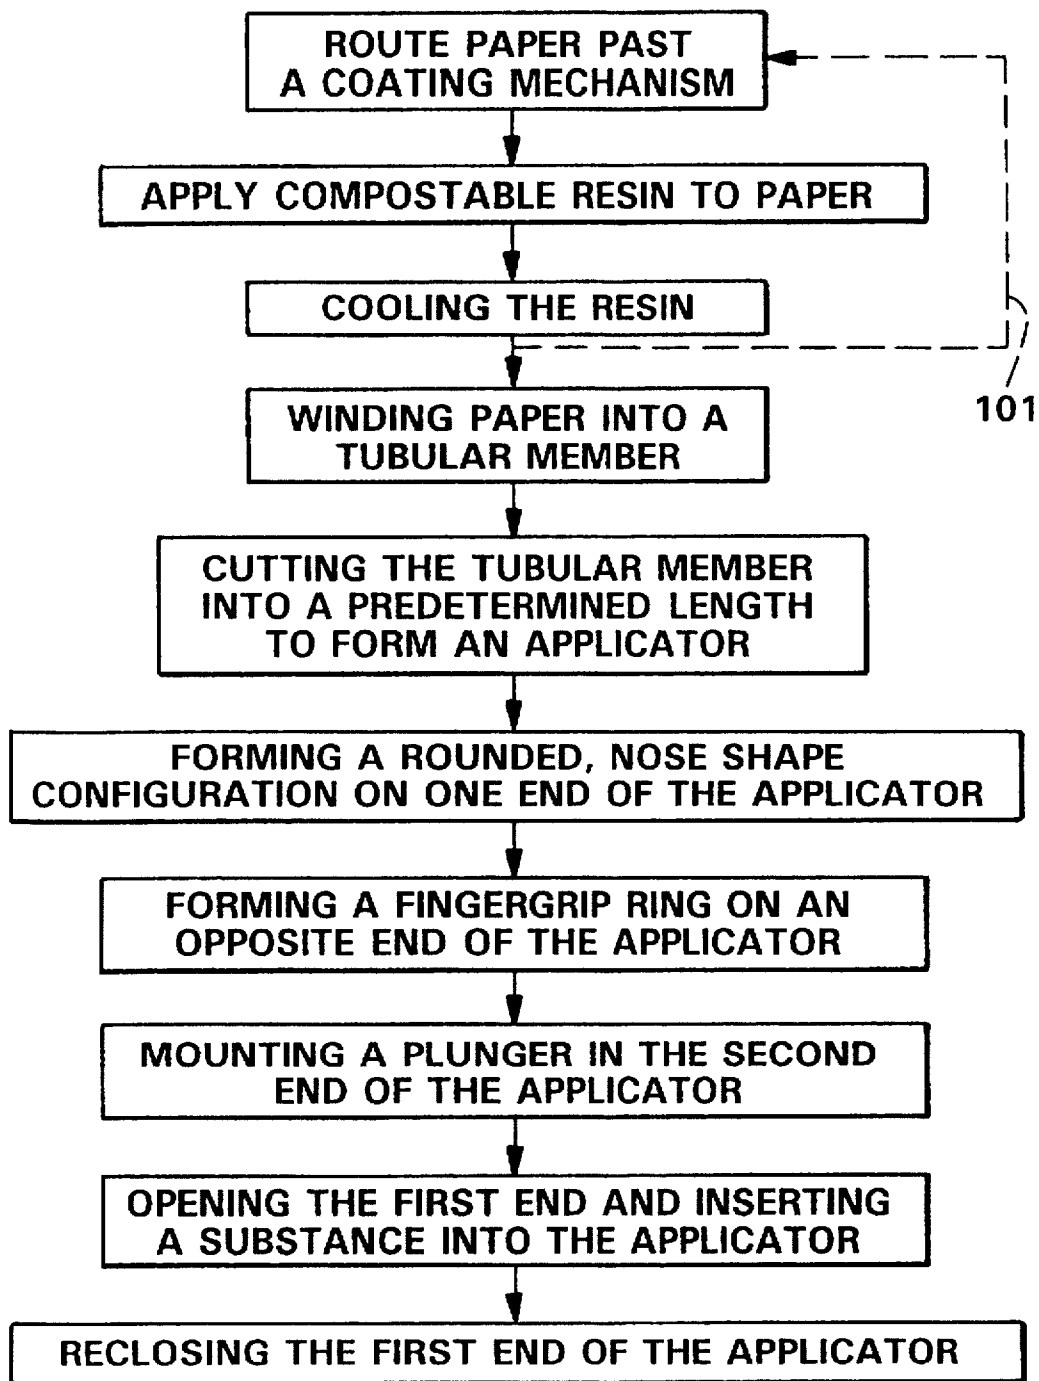 ROUTE PAPER PAST
A COATING MECHANISM
APPLY COMPOSTABLE RESIN TO PAPER
COOLING THE RESIN
101
WINDING PAPER INTO A
TUBULAR MEMBER
CUTTING THE TUBULAR MEMBER
INTO A PREDETERMINED LENGTH
TO FORM AN APPLICATOR
FORMING A ROUNDED, NOSE SHAPE
CONFIGURATION ON ONE END OF THE APPLICATOR
FORMING A FINGERGRIP RING ON AN
OPPOSITE END OF THE APPLICATOR
MOUNTING A PLUNGER IN THE SECOND
END OF THE APPLICATOR
OPENING THE FIRST END AND INSERTING
A SUBSTANCE INTO THE APPLICATOR
RECLOSING THE FIRST END OF THE APPLICATOR